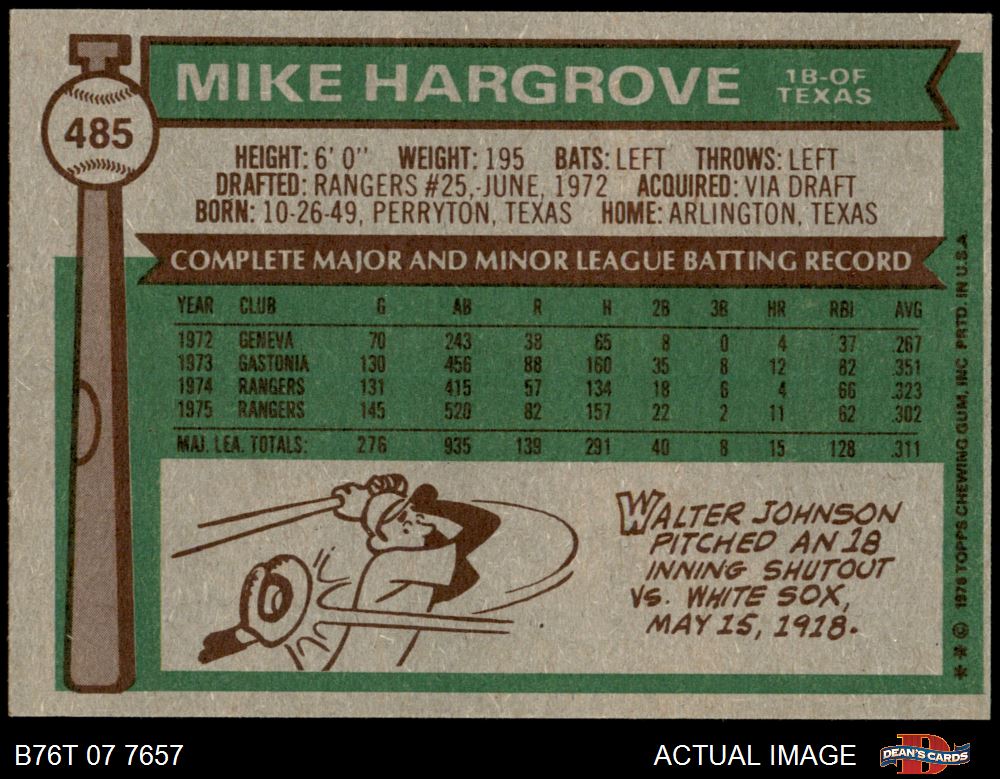 MIKE HARGROVE
1B-OF
TEXAS
485
HEIGHT: 6' 0" WEIGHT: 195 BATS: LEFT THROWS: LEFT
DRAFTED: RANGERS #25,-JUNE, 1972 ACQUIRED: VIA DRAFT
BORN: 10-26-49, PERRYTON, TEXAS HOME: ARLINGTON, TEXAS
COMPLETE MAJOR AND MINOR LEAGUE BATTING RECORD
YEAR CLUB G AB R H 2B 3B HR RBI AVG
1972 GENEVA 70 243 38 65 8 0 4 37 .267
1973 GASTONIA 130 456 88 160 35 8 12 82 .351
1974 RANGERS 131 415 57 134 18 6 4 66 .323
1975 RANGERS 145 520 82 157 22 2 11 62 .302
MAJ. LEA. TOTALS: 276 935 139 291 40 8 15 128 .311
WALTER JOHNSON
PITCHED AN 18
INNING SHUTOUT
VS. WHITE SOX,
MAY 15, 1918.
* * © 1976 TOPPS CHEWING GUM, INC. PRTD. IN U.S.A.
B76T 07 7657
ACTUAL IMAGE
DEAN'S CARDS